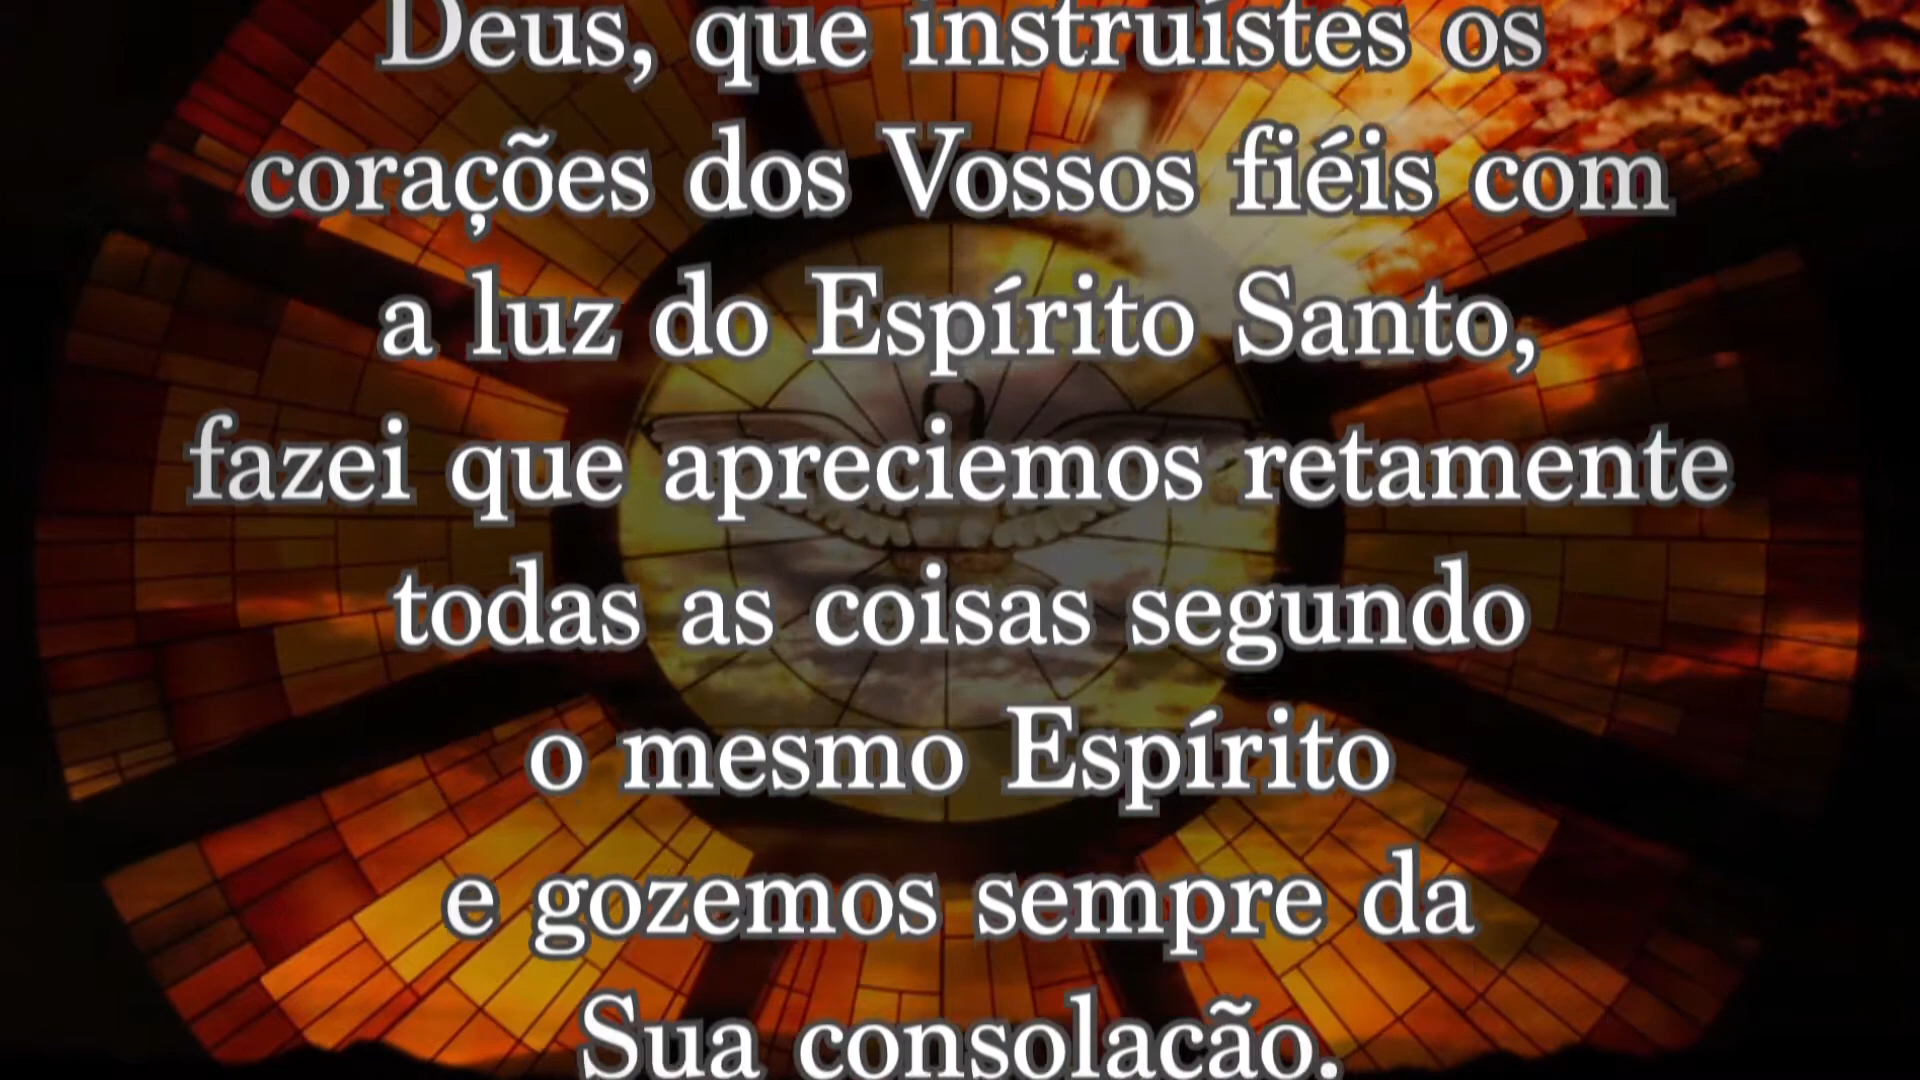 Deus, que instruístes os
corações dos Vossos fiéis com
a luz do Espírito Santo,
fazei que apreciemos retamente
todas as coisas segundo
o mesmo Espírito
e gozemos sempre da
Sua consolação.